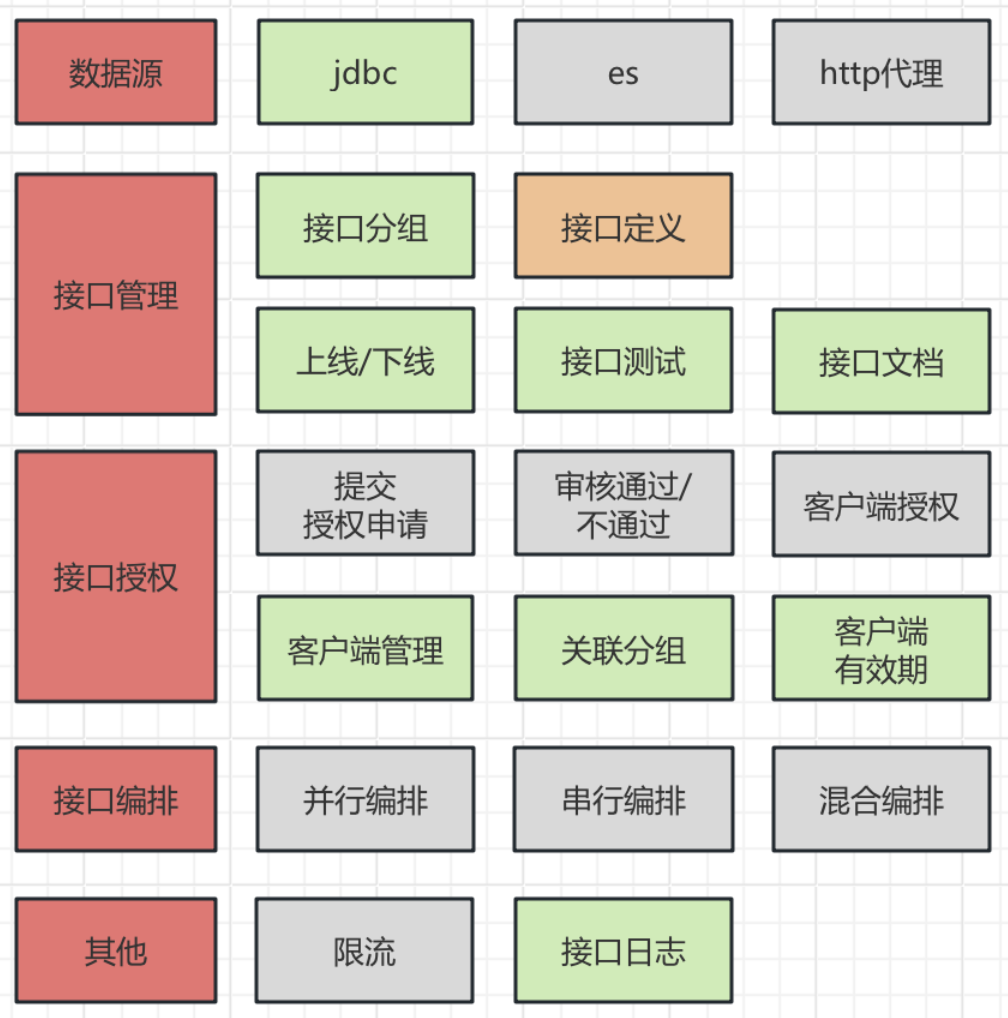 数据源
jdbc
es
http代理
接口管理
接口分组
接口定义
上线/下线
接口测试
接口文档
接口授权
提交
授权申请
审核通过/
不通过
客户端授权
客户端管理
关联分组
客户端
有效期
接口编排
并行编排
串行编排
混合编排
其他
限流
接口日志